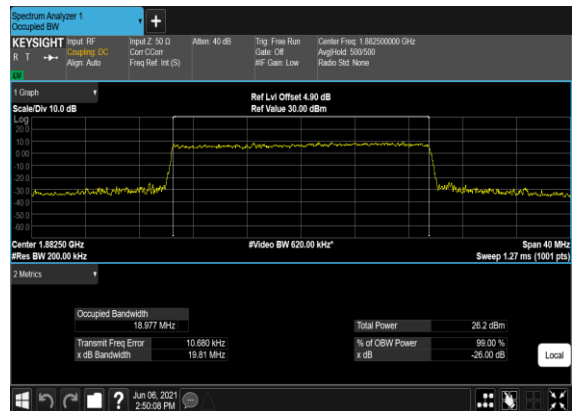 Spectrum Analyzer 1
Occupied BW
KEYSIGHT
R T
LW
Input: RF
Coupling: DC
Align: Auto
Input Z: 50 Ω
Corr CCorr
Freq Ref: Int (S)
Atten: 40 dB
Trig: Free Run
Gate: Off
#IF Gain: Low
Center Freq: 1.882500000 GHz
Avg|Hold: 500/500
Radio Std: None
1 Graph
Scale/Div 10.0 dB
Ref Lvl Offset 4.90 dB
Ref Value 30.00 dBm
Log
20.0
10.0
0.00
-10.0
-20.0
-30.0
-40.0
-50.0
-60.0
Center 1.88250 GHz
#Video BW 620.00 kHz*
Span 40 MHz
#Res BW 200.00 kHz
Sweep 1.27 ms (1001 pts)
2 Metrics
Occupied Bandwidth
18.977 MHz
Total Power 26.2 dBm
Transmit Freq Error 10.680 kHz
% of OBW Power 99.00 %
x dB Bandwidth 19.81 MHz
x dB -26.00 dB
Local
Jun 06, 2021
2:50:08 PM